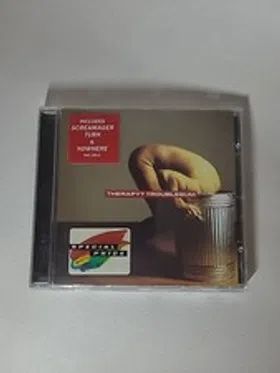 INCLUDES
SCREAMAGER
TURN
&
NOWHERE
THERAPY? TROUBLEGUM
SPECIAL
PRICE